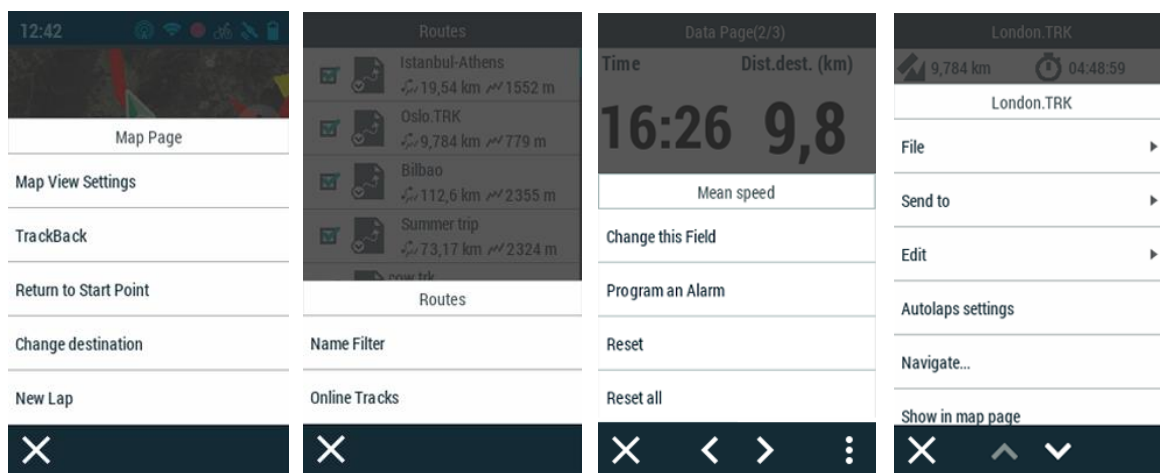 12:42
Map Page
Map View Settings
TrackBack
Return to Start Point
Change destination
New Lap
Routes
Istanbul-Athens
19,54 km 1552 m
Oslo.TRK
9,784 km 779 m
Bilbao
112,6 km 2355 m
Summer trip
73,17 km 2324 m
cow.trk
Routes
Name Filter
Online Tracks
Data Page(2/3)
Time Dist.dest. (km)
16:26 9,8
Mean speed
Change this Field
Program an Alarm
Reset
Reset all
London.TRK
9,784 km 04:48:59
London.TRK
File
Send to
Edit
Autolaps settings
Navigate...
Show in map page